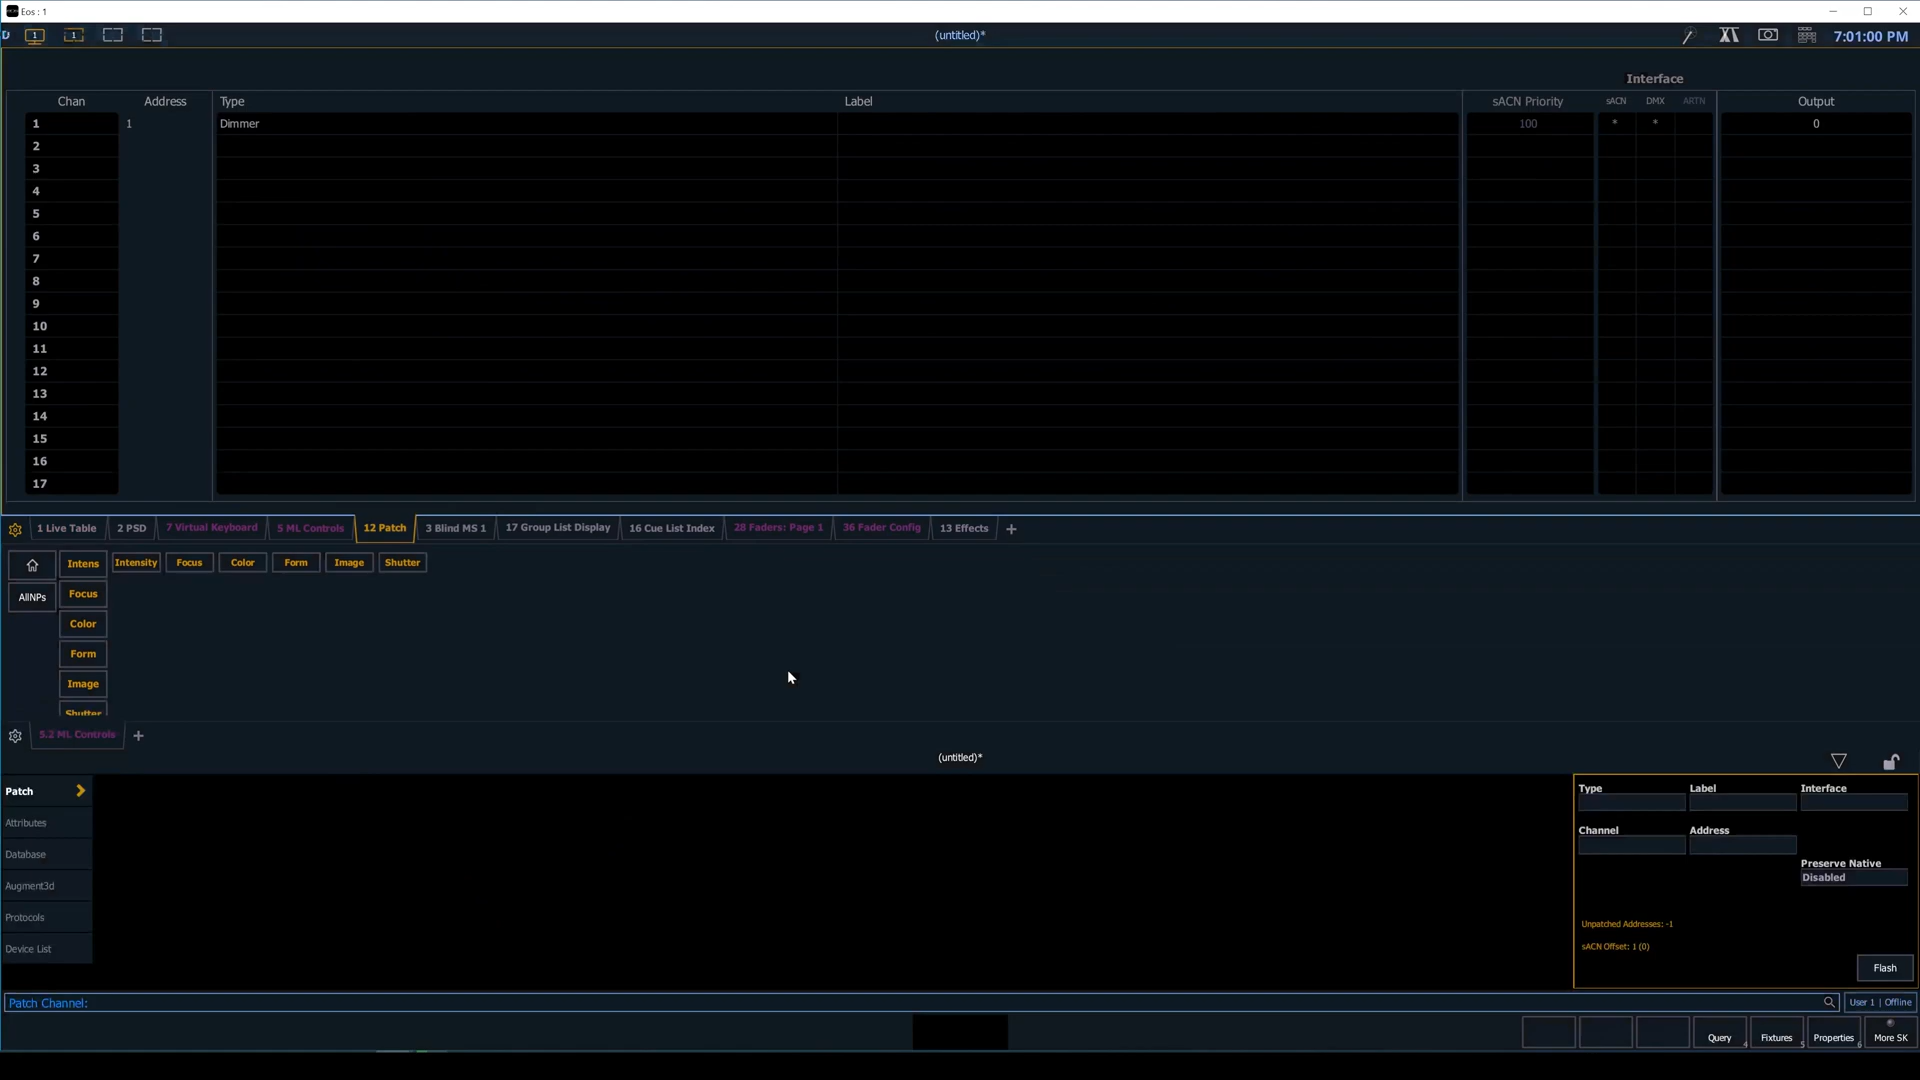 Eos : 1
1 1 (untitled)* 7:01:00 PM
Interface
Chan Address Type Label sACN Priority sACN DMX ARTN Output
1 1 Dimmer 100 * * 0
2
3
4
5
6
7
8
9
10
11
12
13
14
15
16
17
1 Live Table 2 PSD 7 Virtual Keyboard 5 ML Controls 12 Patch 3 Blind MS 1 17 Group List Display 16 Cue List Index 28 Faders: Page 1 36 Fader Config 13 Effects +
Intens Intensity Focus Color Form Image Shutter
AllNPs Focus
Color
Form
Image
Shutter
5.2 ML Controls +
(untitled)*
Patch
Attributes
Database
Augment3d
Protocols
Device List
Type Label Interface
Channel Address
Preserve Native
Disabled
Unpatched Addresses: -1
sACN Offset: 1 (0)
Flash
Patch Channel:
User 1 | Offline
Query 4 Fixtures 5 Properties 6 More SK